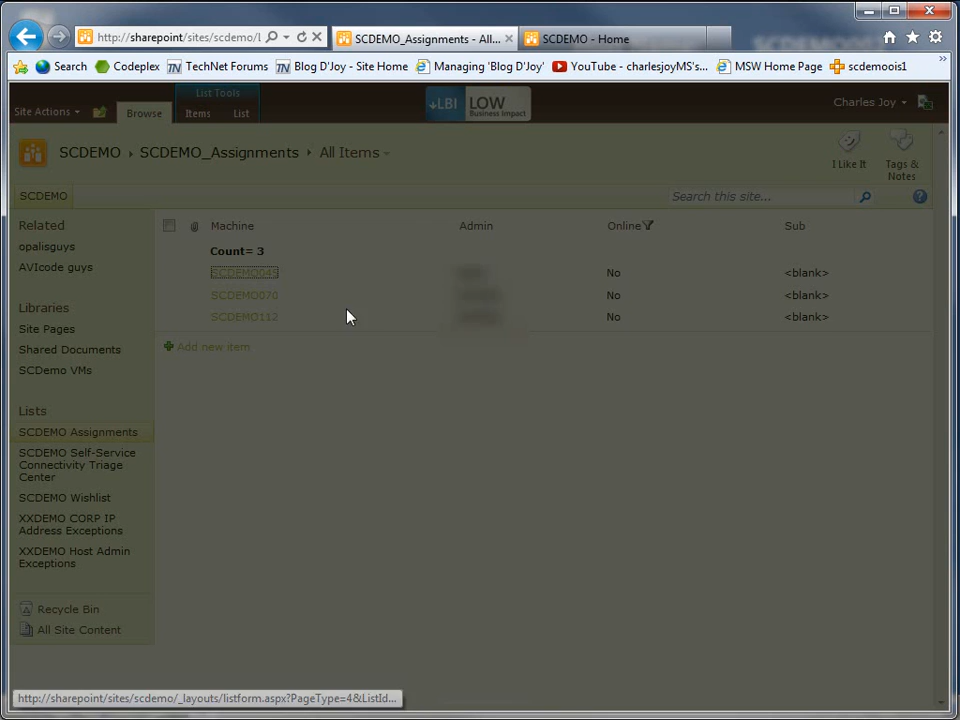 http://sharepoint/sites/scdemo/l
SCDEMO_Assignments - All...
SCDEMO - Home
Search
Codeplex
TechNet Forums
Blog D'Joy - Site Home
Managing 'Blog D'Joy'
YouTube - charlesjoyMS's...
MSW Home Page
scdemoois1
Site Actions
Browse
List Tools
Items
List
LBI LOW
Business Impact
Charles Joy
SCDEMO › SCDEMO_Assignments › All Items
I Like It
Tags &
Notes
SCDEMO
Search this site...
Related
opalisguys
AVIcode guys
Libraries
Site Pages
Shared Documents
SCDemo VMs
Lists
SCDEMO Assignments
SCDEMO Self-Service
Connectivity Triage
Center
SCDEMO Wishlist
XXDEMO CORP IP
Address Exceptions
XXDEMO Host Admin
Exceptions
Recycle Bin
All Site Content
Machine Admin Online Sub
Count= 3
SCDEMO045 No <blank>
SCDEMO070 No <blank>
SCDEMO112 No <blank>
Add new item
http://sharepoint/sites/scdemo/_layouts/listform.aspx?PageType=4&ListId...